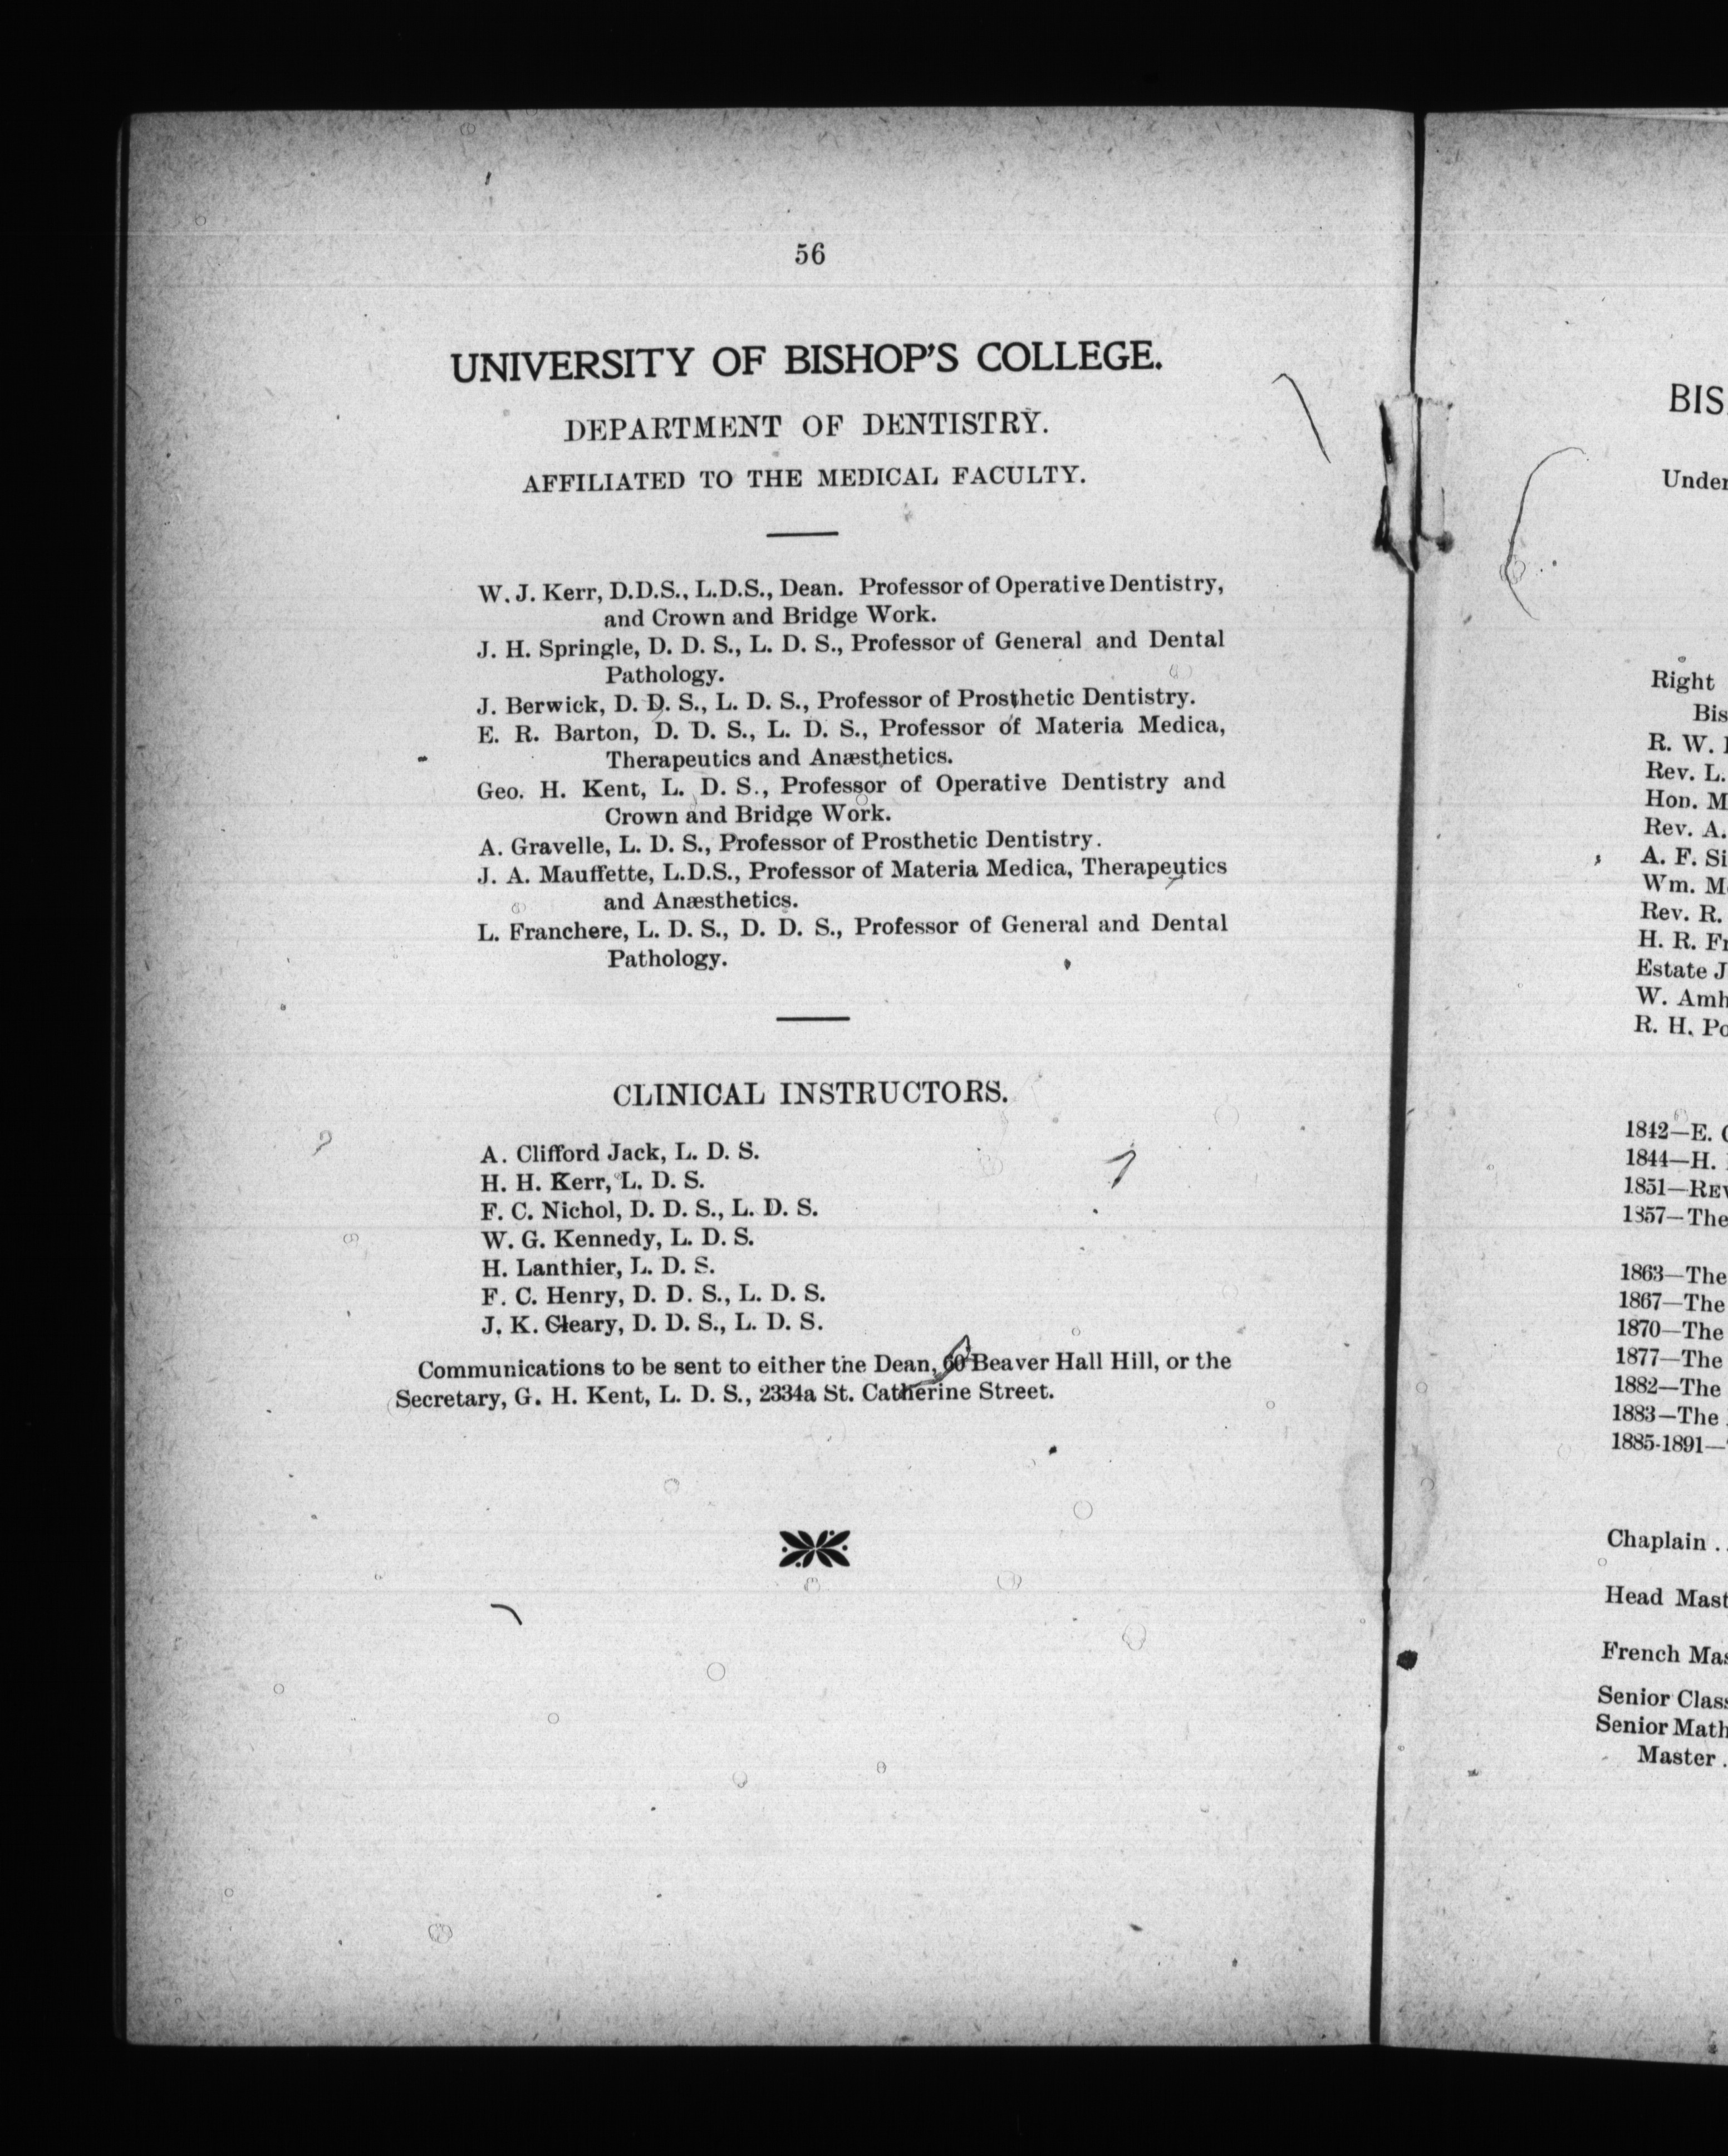 56
UNIVERSITY OF BISHOP'S COLLEGE.
DEPARTMENT OF DENTISTRY.
AFFILIATED TO THE MEDICAL FACULTY.
W. J. Kerr, D.D.S., L.D.S., Dean. Professor of Operative Dentistry,
and Crown and Bridge Work.
J. H. Springle, D. D. S., L. D. S., Professor of General and Dental
Pathology.
J. Berwick, D. D. S., L. D. S., Professor of Prosthetic Dentistry.
E. R. Barton, D. D. S., L. D. S., Professor of Materia Medica,
Therapeutics and Anæsthetics.
Geo. H. Kent, L. D. S., Professor of Operative Dentistry and
Crown and Bridge Work.
A. Gravelle, L. D. S., Professor of Prosthetic Dentistry.
J. A. Mauffette, L.D.S., Professor of Materia Medica, Therapeutics
and Anæsthetics.
L. Franchere, L. D. S., D. D. S., Professor of General and Dental
Pathology.
CLINICAL INSTRUCTORS.
A. Clifford Jack, L. D. S.
H. H. Kerr, L. D. S.
F. C. Nichol, D. D. S., L. D. S.
W. G. Kennedy, L. D. S.
H. Lanthier, L. D. S.
F. C. Henry, D. D. S., L. D. S.
J. K. Cleary, D. D. S., L. D. S.
Communications to be sent to either the Dean, 60 Beaver Hall Hill, or the
Secretary, G. H. Kent, L. D. S., 2334a St. Catherine Street.
BIS
Under
Right
Bis
R. W.
Rev. L.
Hon. M
Rev. A.
A. F. Si
Wm. M
Rev. R.
H. R. Fr
Estate J
W. Amh
R. H. Po
1842—E.
1844—H.
1851—REV
1857—The
1863—The
1867—The
1870—The
1877—The
1882—The
1883—The
1885-1891—
Chaplain .
Head Mast
French Mas
Senior Class
Senior Math
Master .